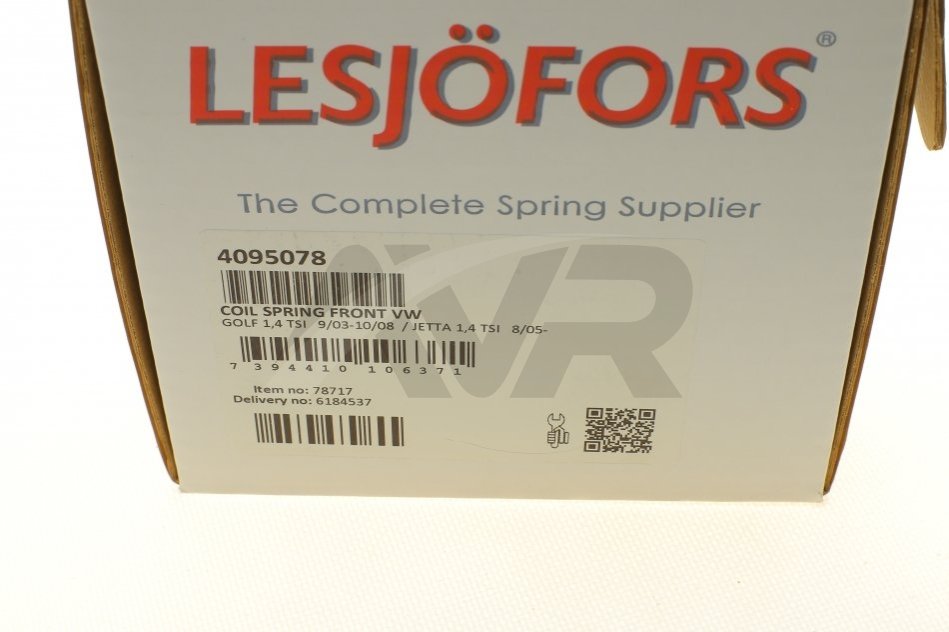 LESJÖFORS®
The Complete Spring Supplier
4095078
COIL SPRING FRONT VW
GOLF 1,4 TSI 9/03-10/08 / JETTA 1,4 TSI 8/05-
7 394410 106371
Item no: 78717
Delivery no: 6184537
AVR